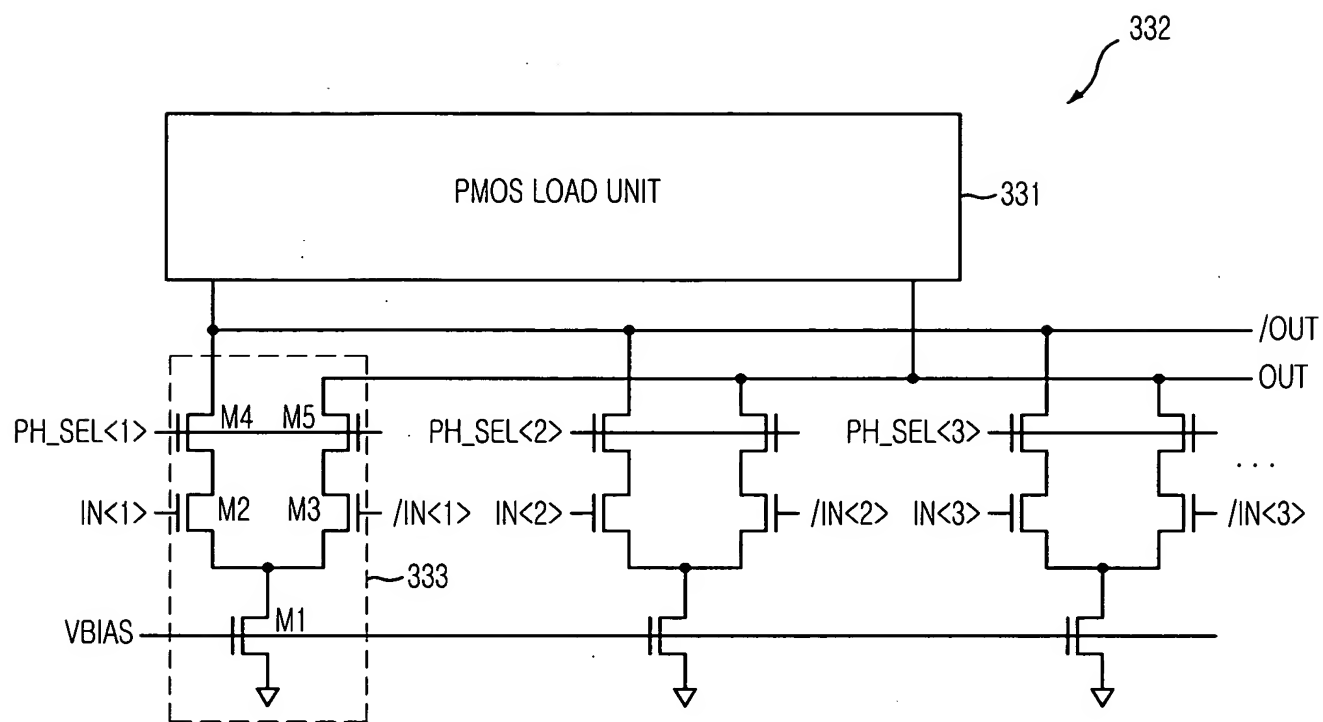 332
PMOS LOAD UNIT
331
/OUT
OUT
PH_SEL<1>
M4
M5
PH_SEL<2>
PH_SEL<3>
...
IN<1>
M2
M3
/IN<1>
IN<2>
/IN<2>
IN<3>
/IN<3>
333
VBIAS
M1